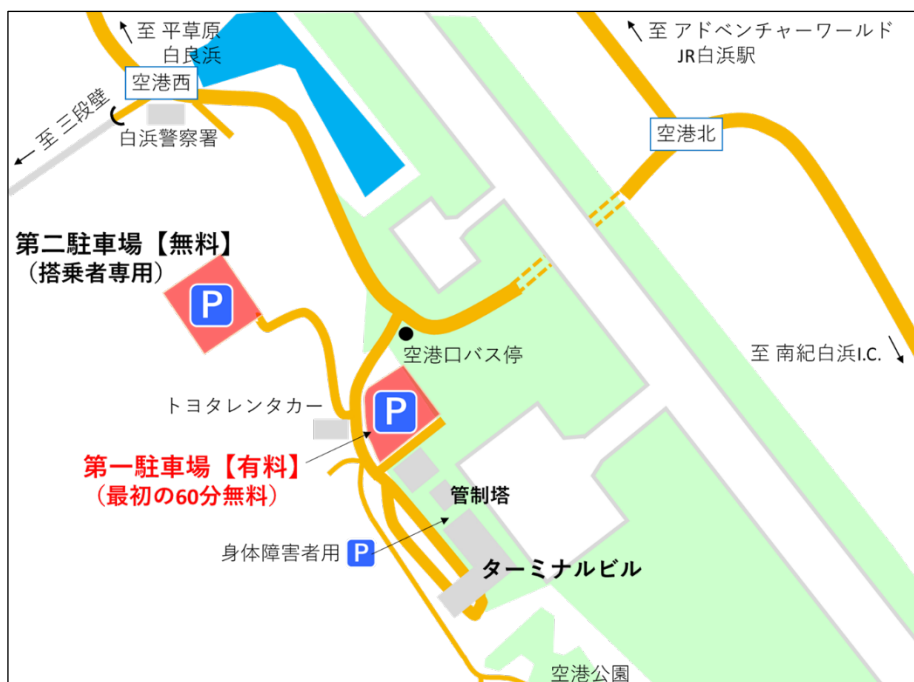 至 平草原
白良浜
至 アドベンチャーワールド
JR白浜駅
空港西
至 三段壁
白浜警察署
空港北
第二駐車場【無料】
（搭乗者専用）
P
空港口バス停
至 南紀白浜I.C.
トヨタレンタカー
P
第一駐車場【有料】
（最初の60分無料）
管制塔
身体障害者用 P
ターミナルビル
空港公園